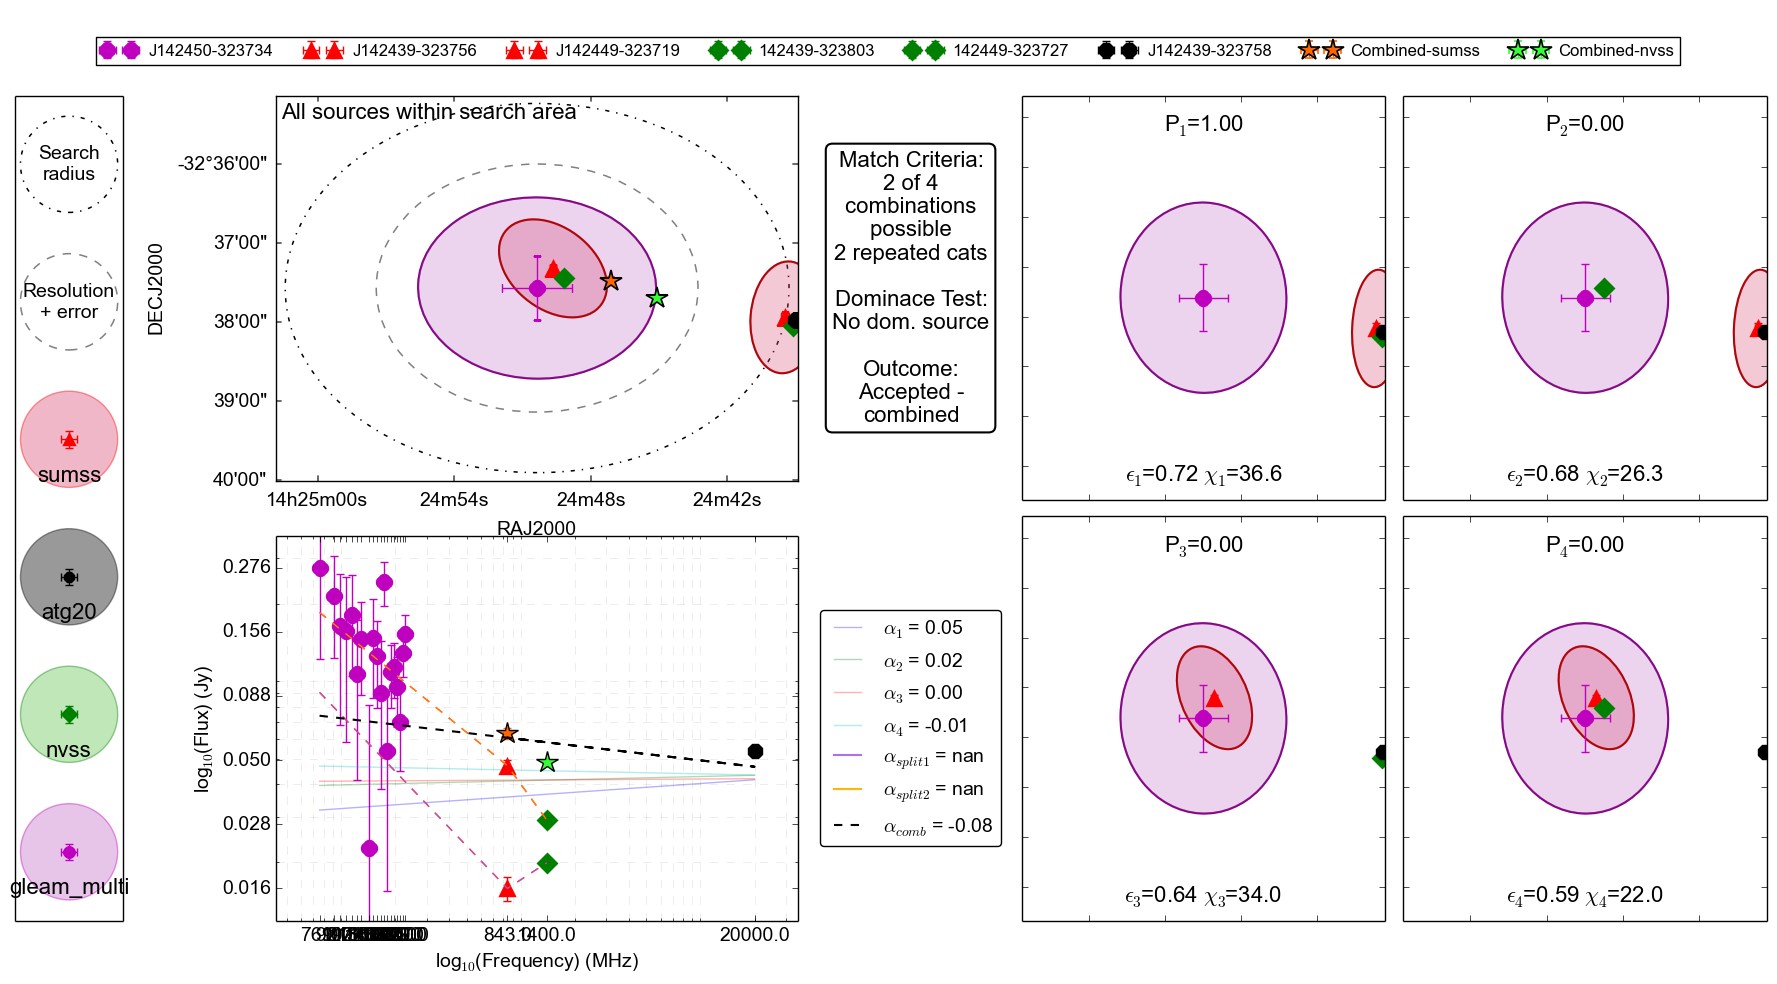 J142450-323734 J142439-323756 J142449-323719 142439-323803 142449-323727 J142439-323758 Combined-sumss Combined-nvss
Search
radius
Resolution
+ error
sumss
atg20
nvss
gleam_multi
All sources within search area
DECJ2000
-32°36'00"
37'00"
38'00"
39'00"
40'00"
14h25m00s 24m54s 24m48s 24m42s
RAJ2000
Match Criteria:
2 of 4
combinations
possible
2 repeated cats
Dominace Test:
No dom. source
Outcome:
Accepted -
combined
P1=1.00
ϵ1=0.72 χ1=36.6
P2=0.00
ϵ2=0.68 χ2=26.3
log10(Flux) (Jy)
0.276
0.156
0.088
0.050
0.028
0.016
843.0 1400.0 20000.0
log10(Frequency) (MHz)
α1 = 0.05
α2 = 0.02
α3 = 0.00
α4 = -0.01
αsplit1 = nan
αsplit2 = nan
αcomb = -0.08
P3=0.00
ϵ3=0.64 χ3=34.0
P4=0.00
ϵ4=0.59 χ4=22.0